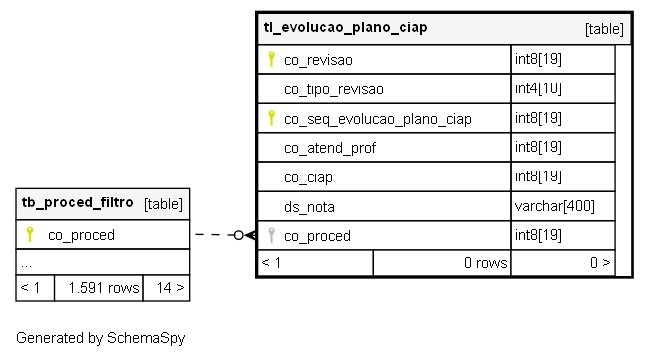 tl_evolucao_plano_ciap [table]
co_revisao int8[19]
co_tipo_revisao int4[10]
co_seq_evolucao_plano_ciap int8[19]
co_atend_prof int8[19]
co_ciap int8[19]
ds_nota varchar[400]
co_proced int8[19]
< 1 0 rows 0 >
tb_proced_filtro [table]
co_proced
...
< 1 1.591 rows 14 >
Generated by SchemaSpy